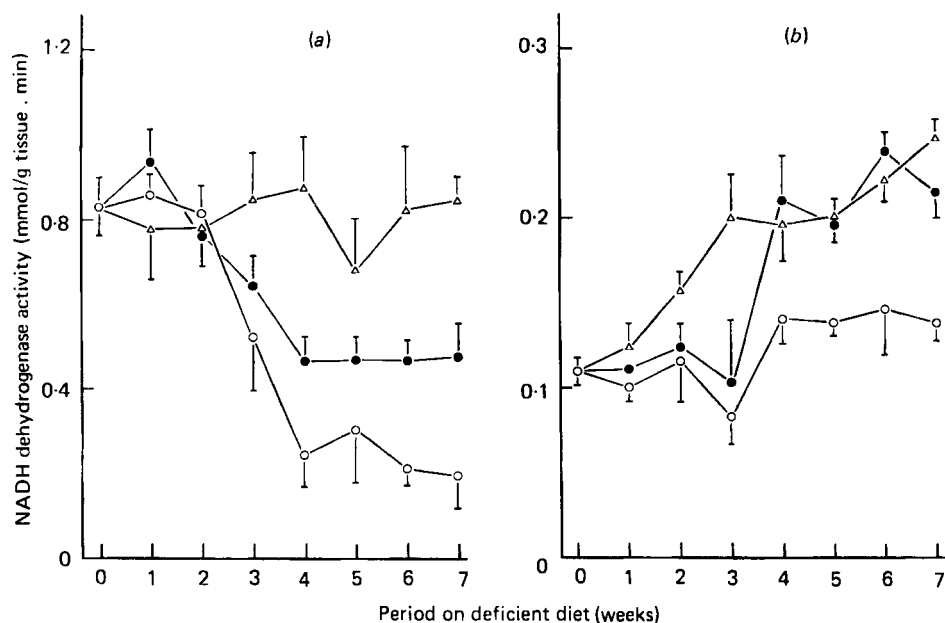 (a)
(b)
NADH dehydrogenase activity (mmol/g tissue . min)
1·2
0·8
0·4
0
0·3
0·2
0·1
0
0 1 2 3 4 5 6 7
0 1 2 3 4 5 6 7
Period on deficient diet (weeks)